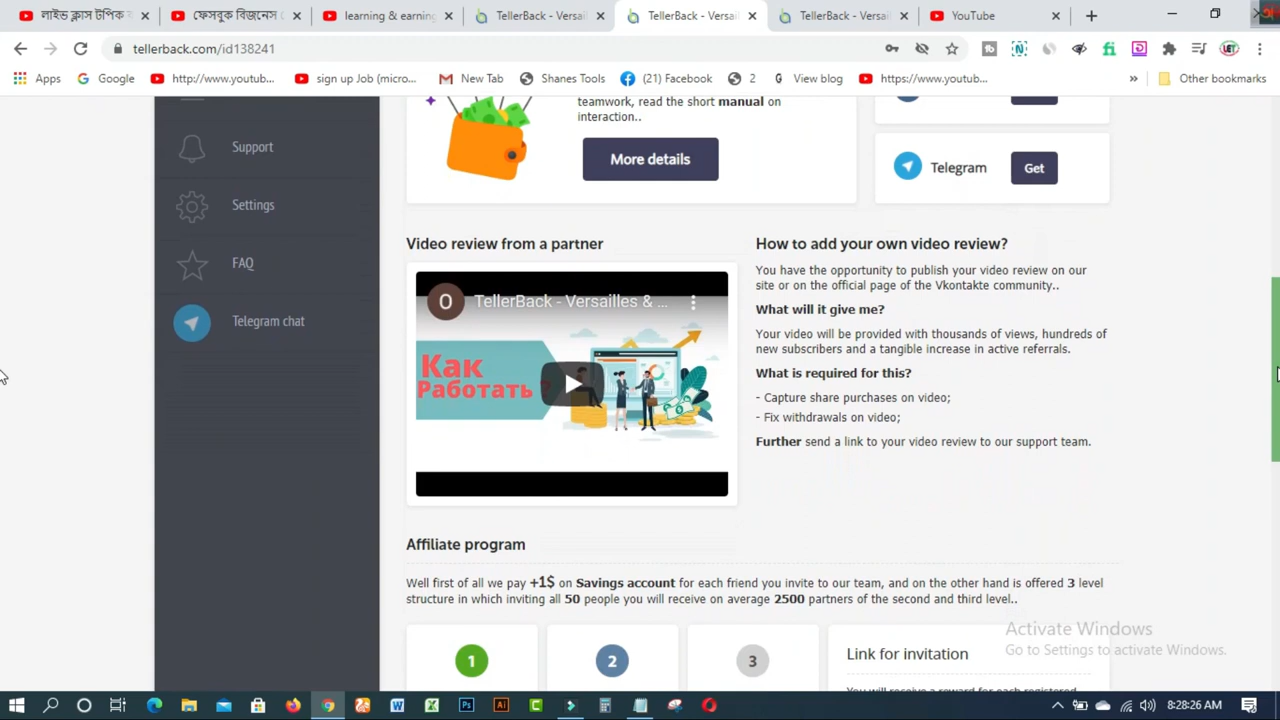 লাইভ ক্লাস টপিক ব
ফেসবুক বিজনেস
learning & earning
TellerBack - Versai
TellerBack - Versai
TellerBack - Versai
YouTube
tellerback.com/id138241
Apps
Google
http://www.youtub...
sign up Job (micro...
New Tab
Shanes Tools
(21) Facebook
2
View blog
https://www.youtub...
»
Other bookmarks
Support
Settings
FAQ
Telegram chat
teamwork, read the short manual on
interaction..
More details
Telegram
Get
Video review from a partner
O
TellerBack - Versailles & ...
Как
Работать
How to add your own video review?
You have the opportunity to publish your video review on our
site or on the official page of the Vkontakte community..
What will it give me?
Your video will be provided with thousands of views, hundreds of
new subscribers and a tangible increase in active referrals.
What is required for this?
- Capture share purchases on video;
- Fix withdrawals on video;
Further send a link to your video review to our support team.
Affiliate program
Well first of all we pay +1$ on Savings account for each friend you invite to our team, and on the other hand is offered 3 level
structure in which inviting all 50 people you will receive on average 2500 partners of the second and third level..
1
2
3
Link for invitation
You will receive a reward for each registered
Activate Windows
Go to Settings to activate Windows.
8:28:26 AM